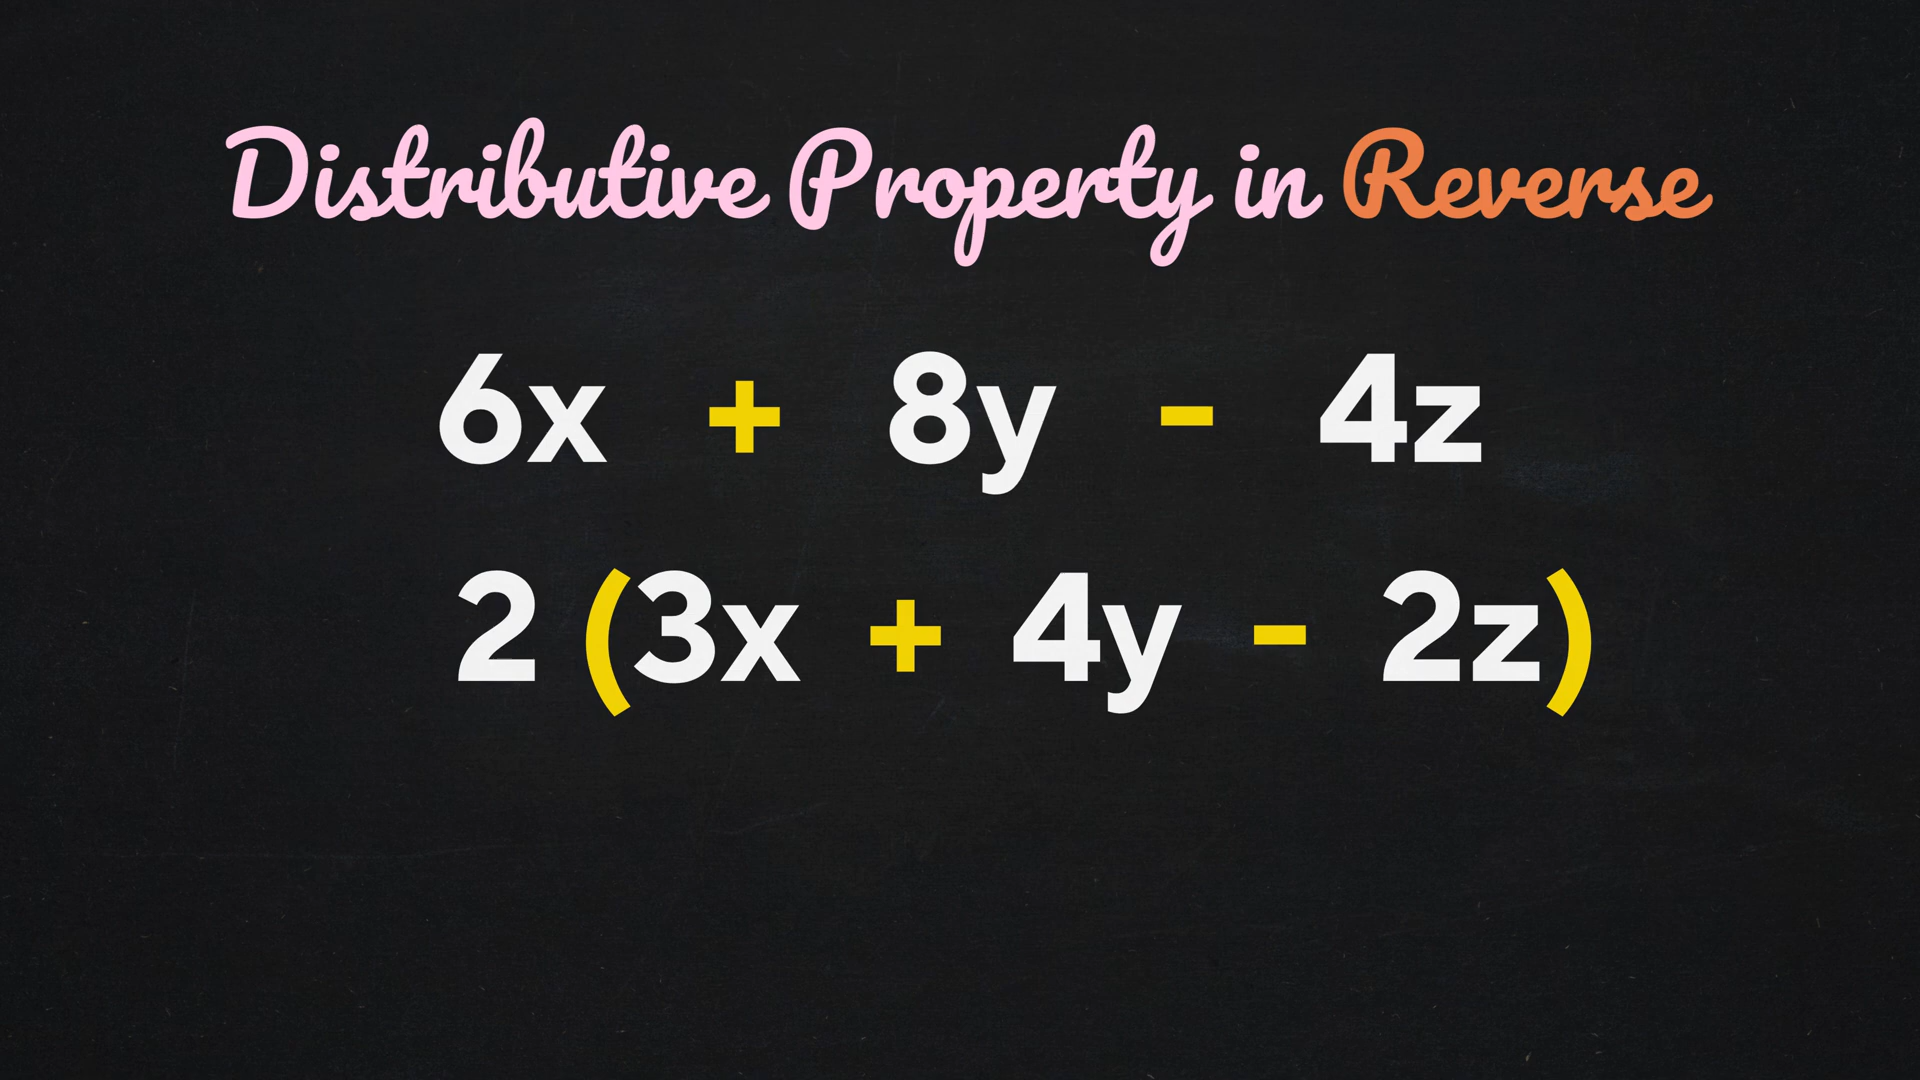 Distributive Property in Reverse
6x + 8y - 4z
2 (3x + 4y - 2z)